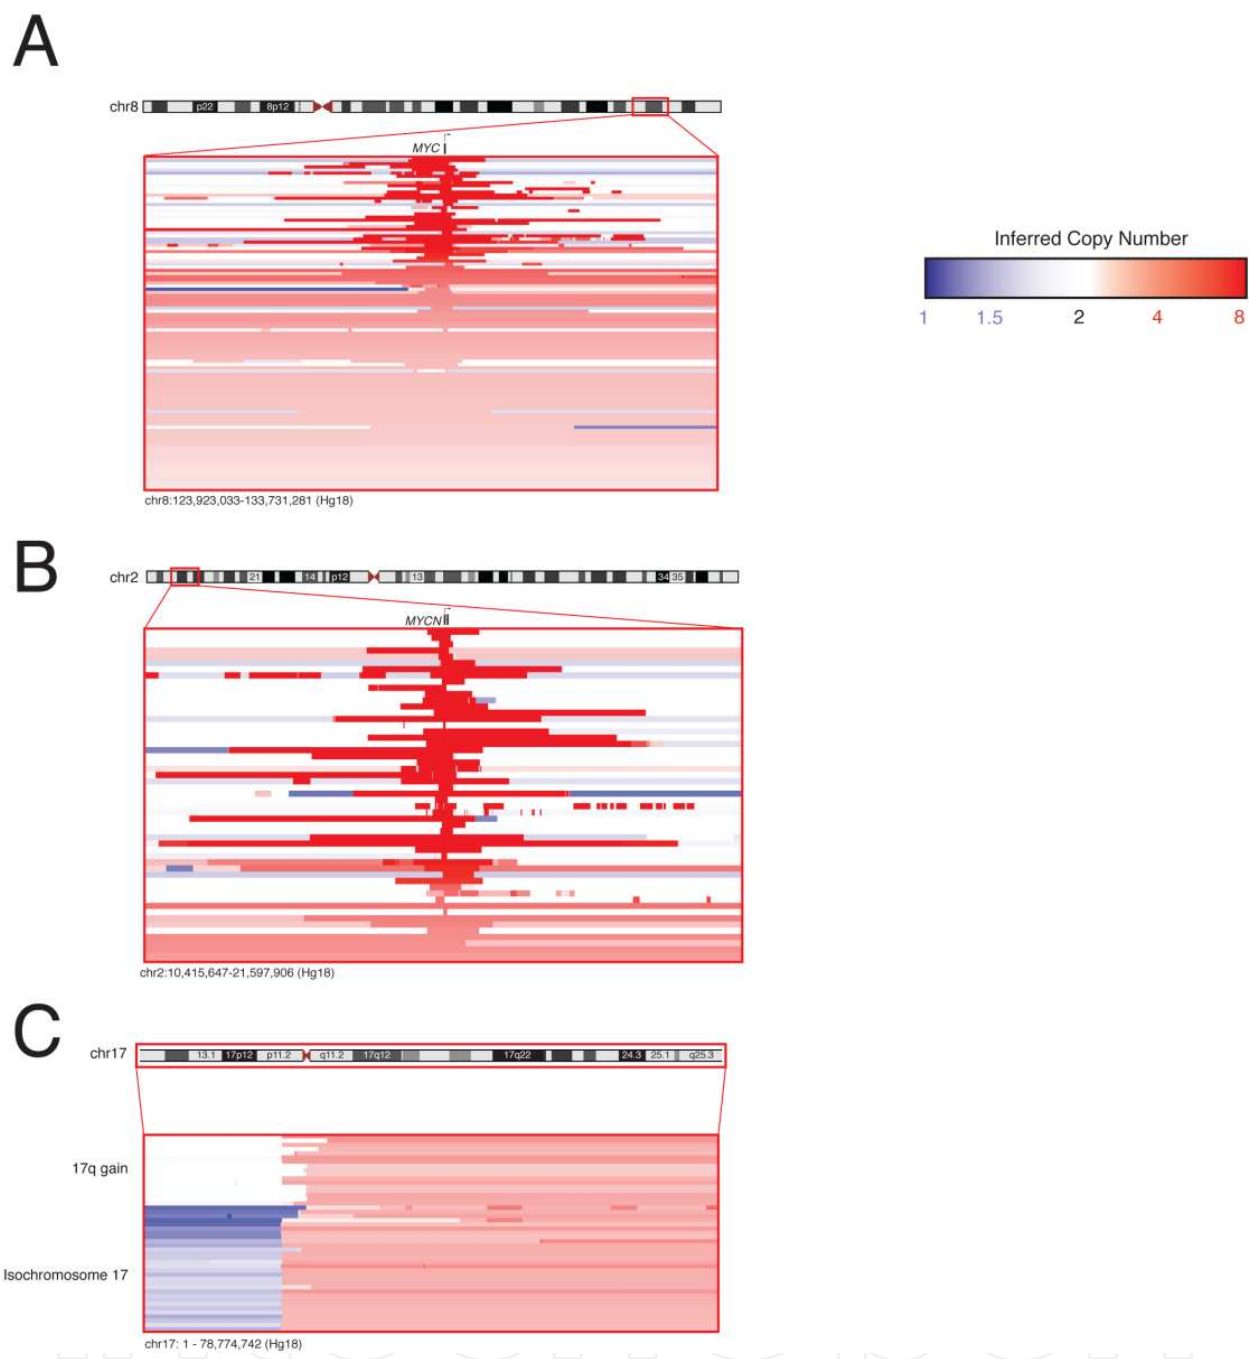 A
chr8 p22 8p12
MYC
Inferred Copy Number
1 1.5 2 4 8
chr8:123,923,033-133,731,281 (Hg18)
B
chr2 21 14 p12 13 34 35
MYCN
chr2:10,415,647-21,597,906 (Hg18)
C
chr17 13.1 17p12 p11.2 q11.2 17q12 17q22 24.3 25.1 q25.3
17q gain
Isochromosome 17
chr17: 1 - 78,774,742 (Hg18)